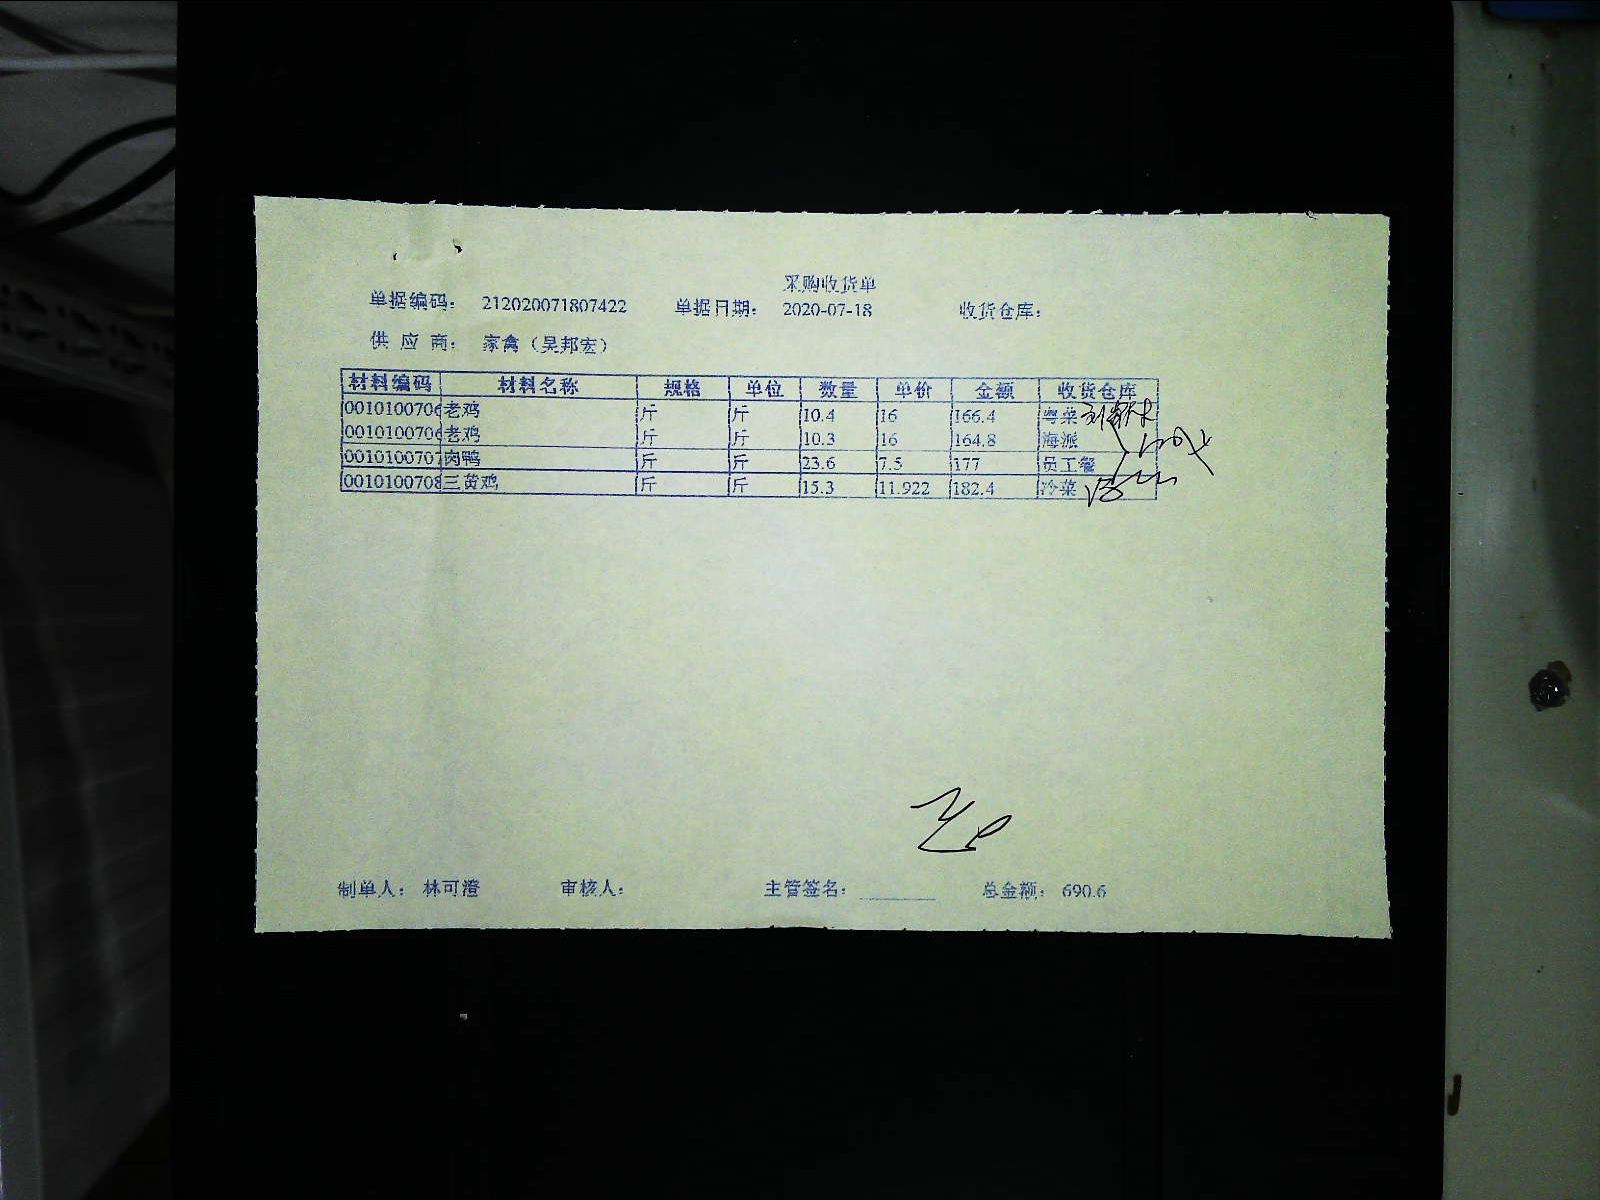 采购收货单
单据编码： 212020071807422 单据日期： 2020-07-18 收货仓库：
供 应 商： 家禽（吴邦宏）
材料编码 材料名称 规格 单位 数量 单价 金额 收货仓库
0010100706 老鸡 斤 斤 10.4 16 166.4 粤菜
0010100706 老鸡 斤 斤 10.3 16 164.8 海派
0010100707 肉鸭 斤 斤 23.6 7.5 177 员工餐
0010100708 三黄鸡 斤 斤 15.3 11.922 182.4 冷菜
制单人： 林可澄 审核人： 主管签名： 总金额： 690.6